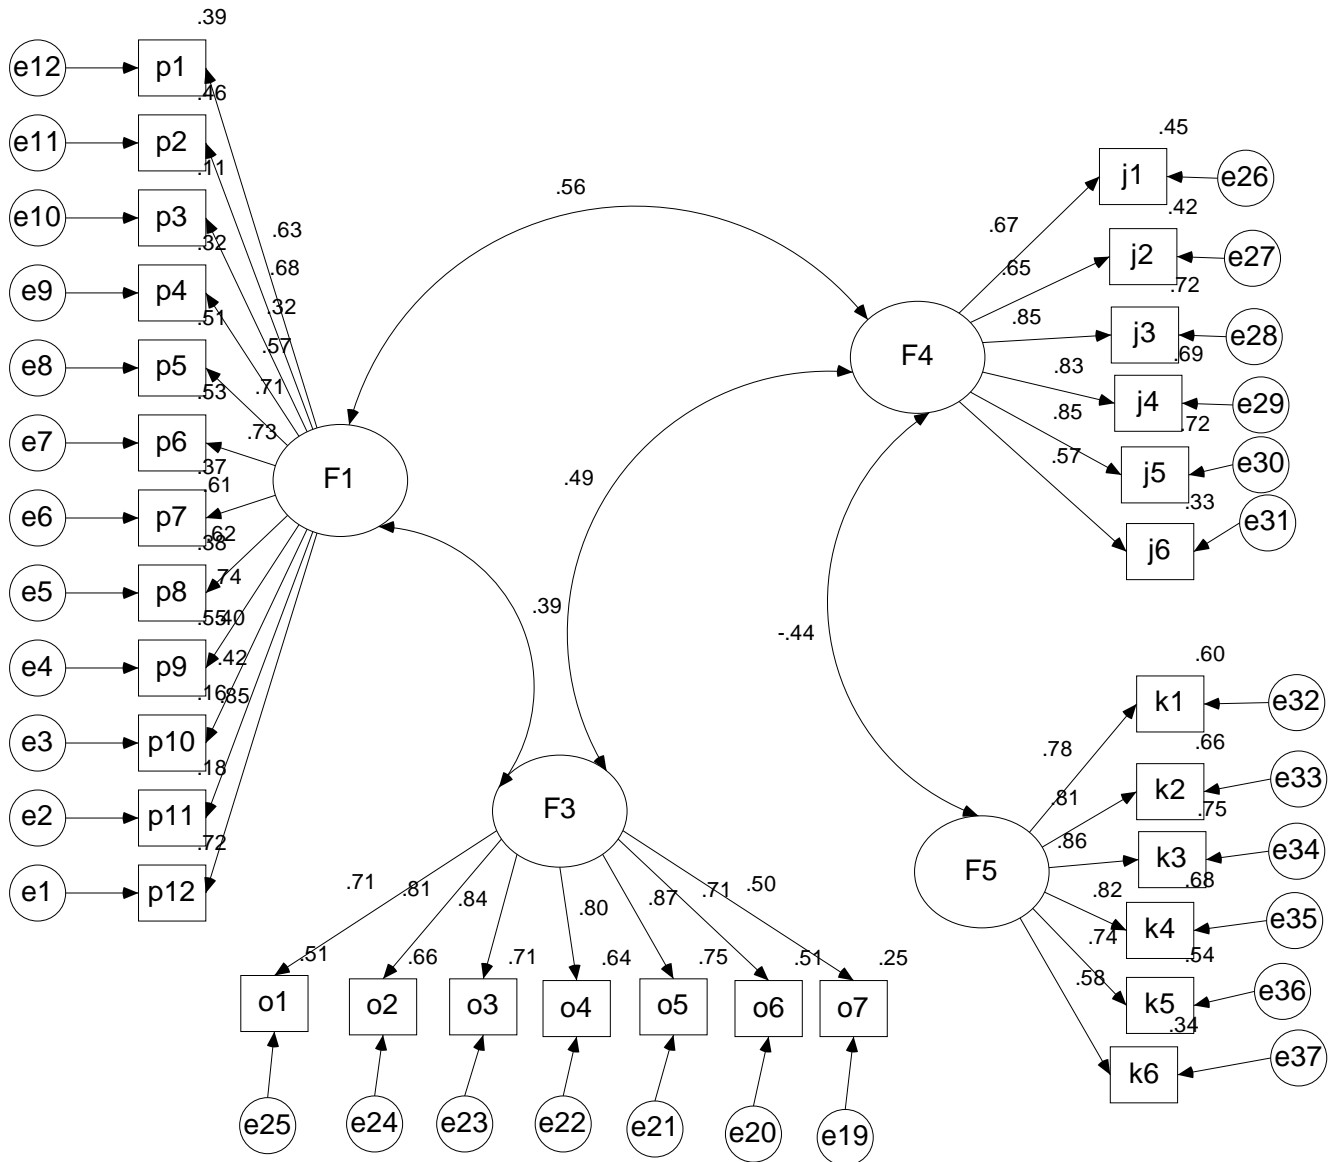 .39
e12 p1
.46
e11 p2
.11
e10 p3
.32
e9 p4
.51
e8 p5
.53
e7 p6
.37
e6 p7
.38
e5 p8
.55
e4 p9
.16
e3 p10
.18
e2 p11
.72
e1 p12
.63
.68
.32
.57
.71
.73
.61
.62
.74
.40
.42
.85
F1
.56
.49
.39
-.44
F4
.67
.65
.85
.83
.85
.57
.45
j1 e26
.42
j2 e27
.72
j3 e28
.69
j4 e29
.72
j5 e30
.33
j6 e31
F3
.71 .81 .84 .80 .87 .71 .50
.51 .66 .71 .64 .75 .51 .25
o1 o2 o3 o4 o5 o6 o7
e25 e24 e23 e22 e21 e20 e19
F5
.78
.81
.86
.82
.74
.58
.60
k1 e32
.66
k2 e33
.75
k3 e34
.68
k4 e35
.54
k5 e36
.34
k6 e37